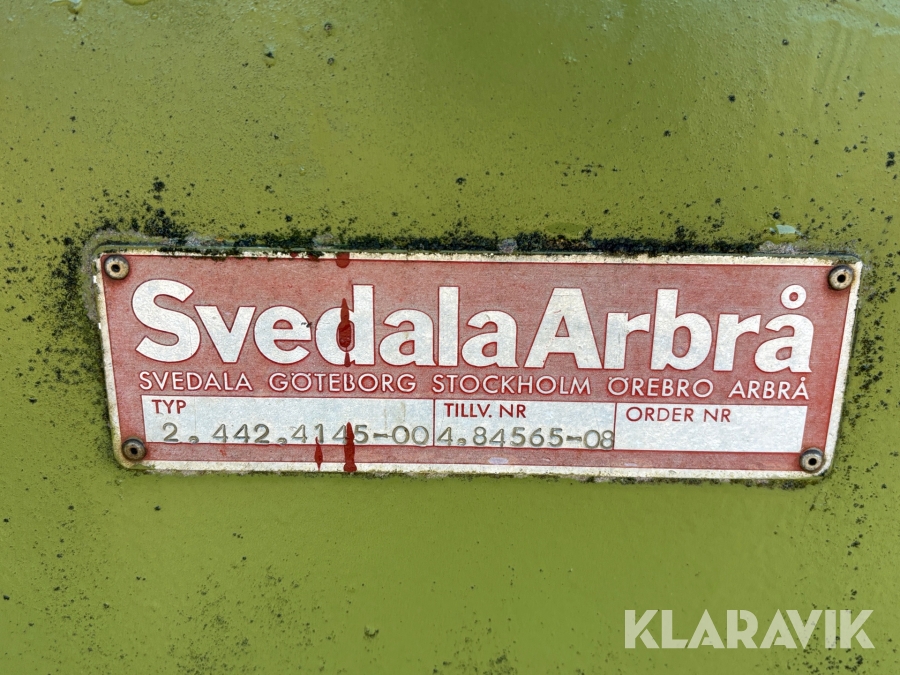 SvedalaArbrå
SVEDALA GÖTEBORG STOCKHOLM ÖREBRO ARBRÅ
TYP TILLV. NR ORDER NR
2.442.4145-00 4.84565-08
KLARAVIK